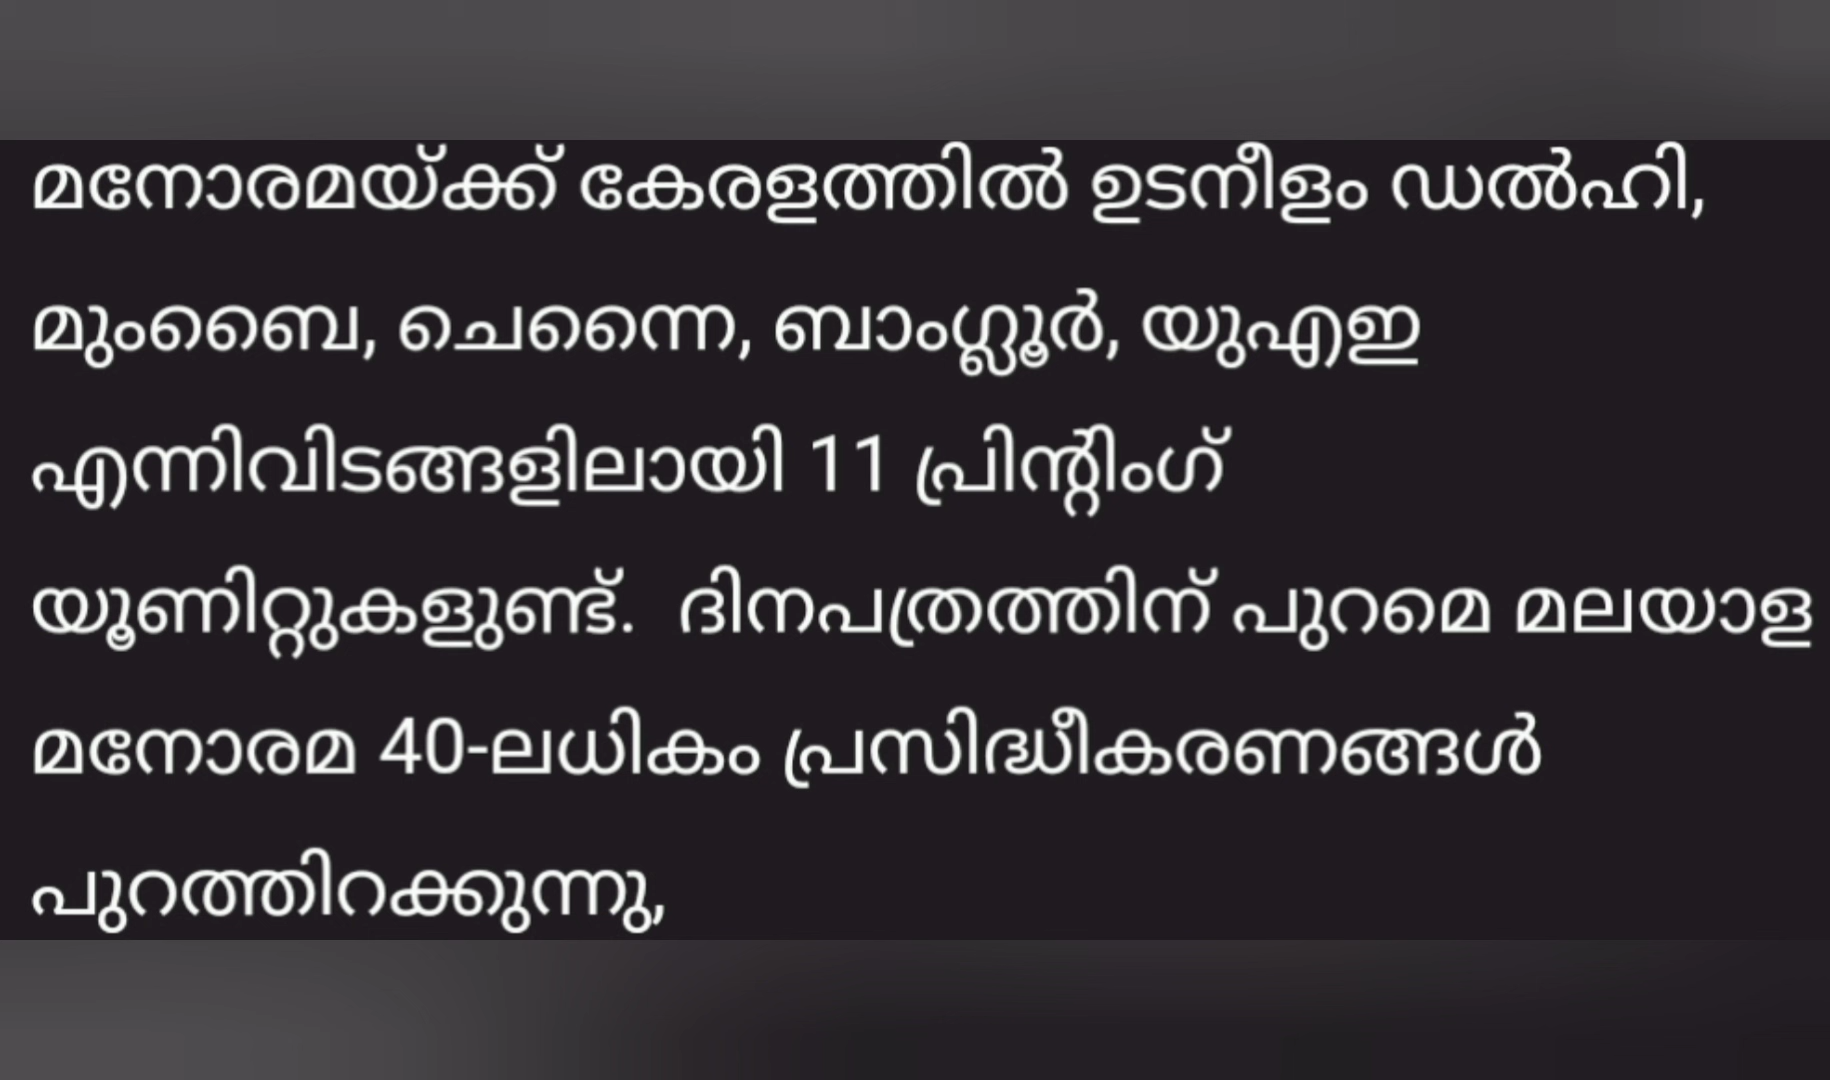 മനോരമയ്ക്ക് കേരളത്തിൽ ഉടനീളം ഡൽഹി,
മുംബൈ, ചെന്നൈ, ബാംഗ്ലൂർ, യുഎഇ
എന്നിവിടങ്ങളിലായി 11 പ്രിന്റിംഗ്
യൂണിറ്റുകളുണ്ട്.  ദിനപത്രത്തിന് പുറമെ മലയാള
മനോരമ 40-ലധികം പ്രസിദ്ധീകരണങ്ങൾ
പുറത്തിറക്കുന്നു,